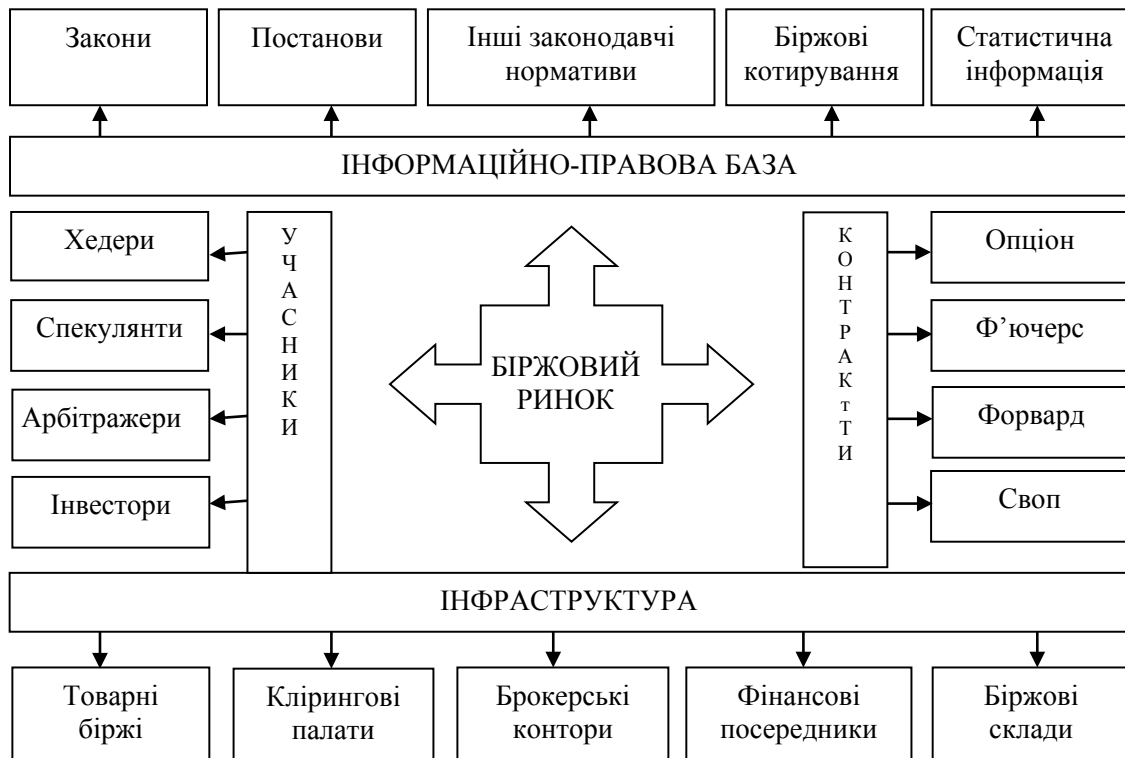 Закони
Постанови
Інші законодавчі
нормативи
Біржові
котирування
Статистична
інформація
ІНФОРМАЦІЙНО-ПРАВОВА БАЗА
Хедери
Спекулянти
Арбітражери
Інвестори
У
Ч
А
С
Н
И
К
И
БІРЖОВИЙ
РИНОК
К
О
Н
Т
Р
А
К
тТ
И
Опціон
Ф’ючерс
Форвард
Своп
ІНФРАСТРУКТУРА
Товарні
біржі
Клірингові
палати
Брокерські
контори
Фінансові
посередники
Біржові
склади